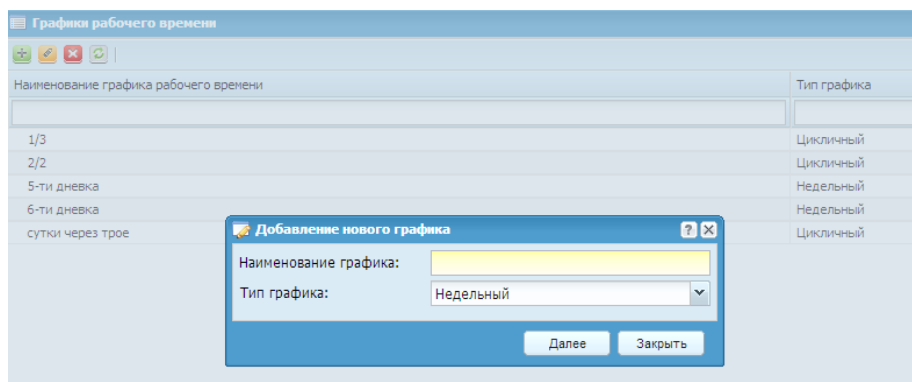 Графики рабочего времени
Наименование графика рабочего времени Тип графика
1/3 Цикличный
2/2 Цикличный
5-ти дневка Недельный
6-ти дневка Недельный
сутки через трое Цикличный
Добавление нового графика
Наименование графика:
Тип графика: Недельный
Далее Закрыть